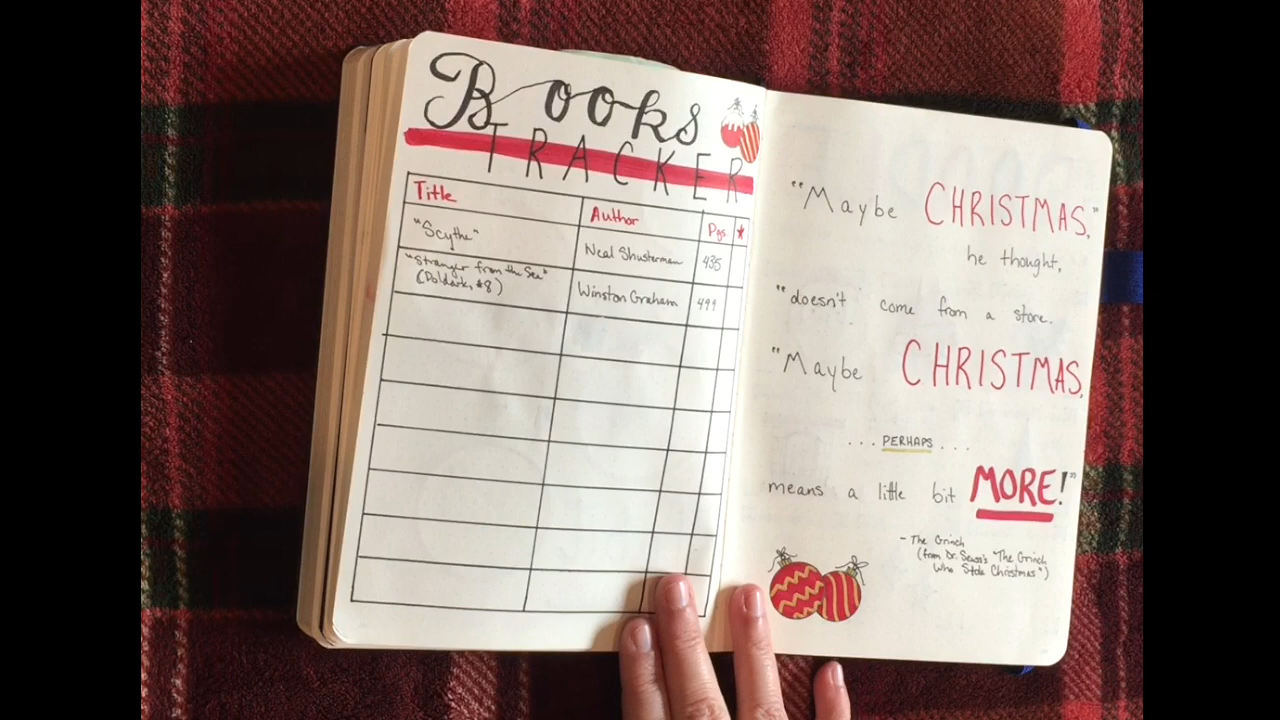 Books
TRACKER
Title Author Pgs ★
"Scythe" Neal Shusterman 435
"Stranger from the Sea"
(Poldark, #8) Winston Graham 499
"Maybe CHRISTMAS,"
he thought,
"doesn't come from a store.
"Maybe CHRISTMAS,
... PERHAPS ...
means a little bit MORE!"
- The Grinch
(from Dr. Seuss's "The Grinch
Who Stole Christmas")